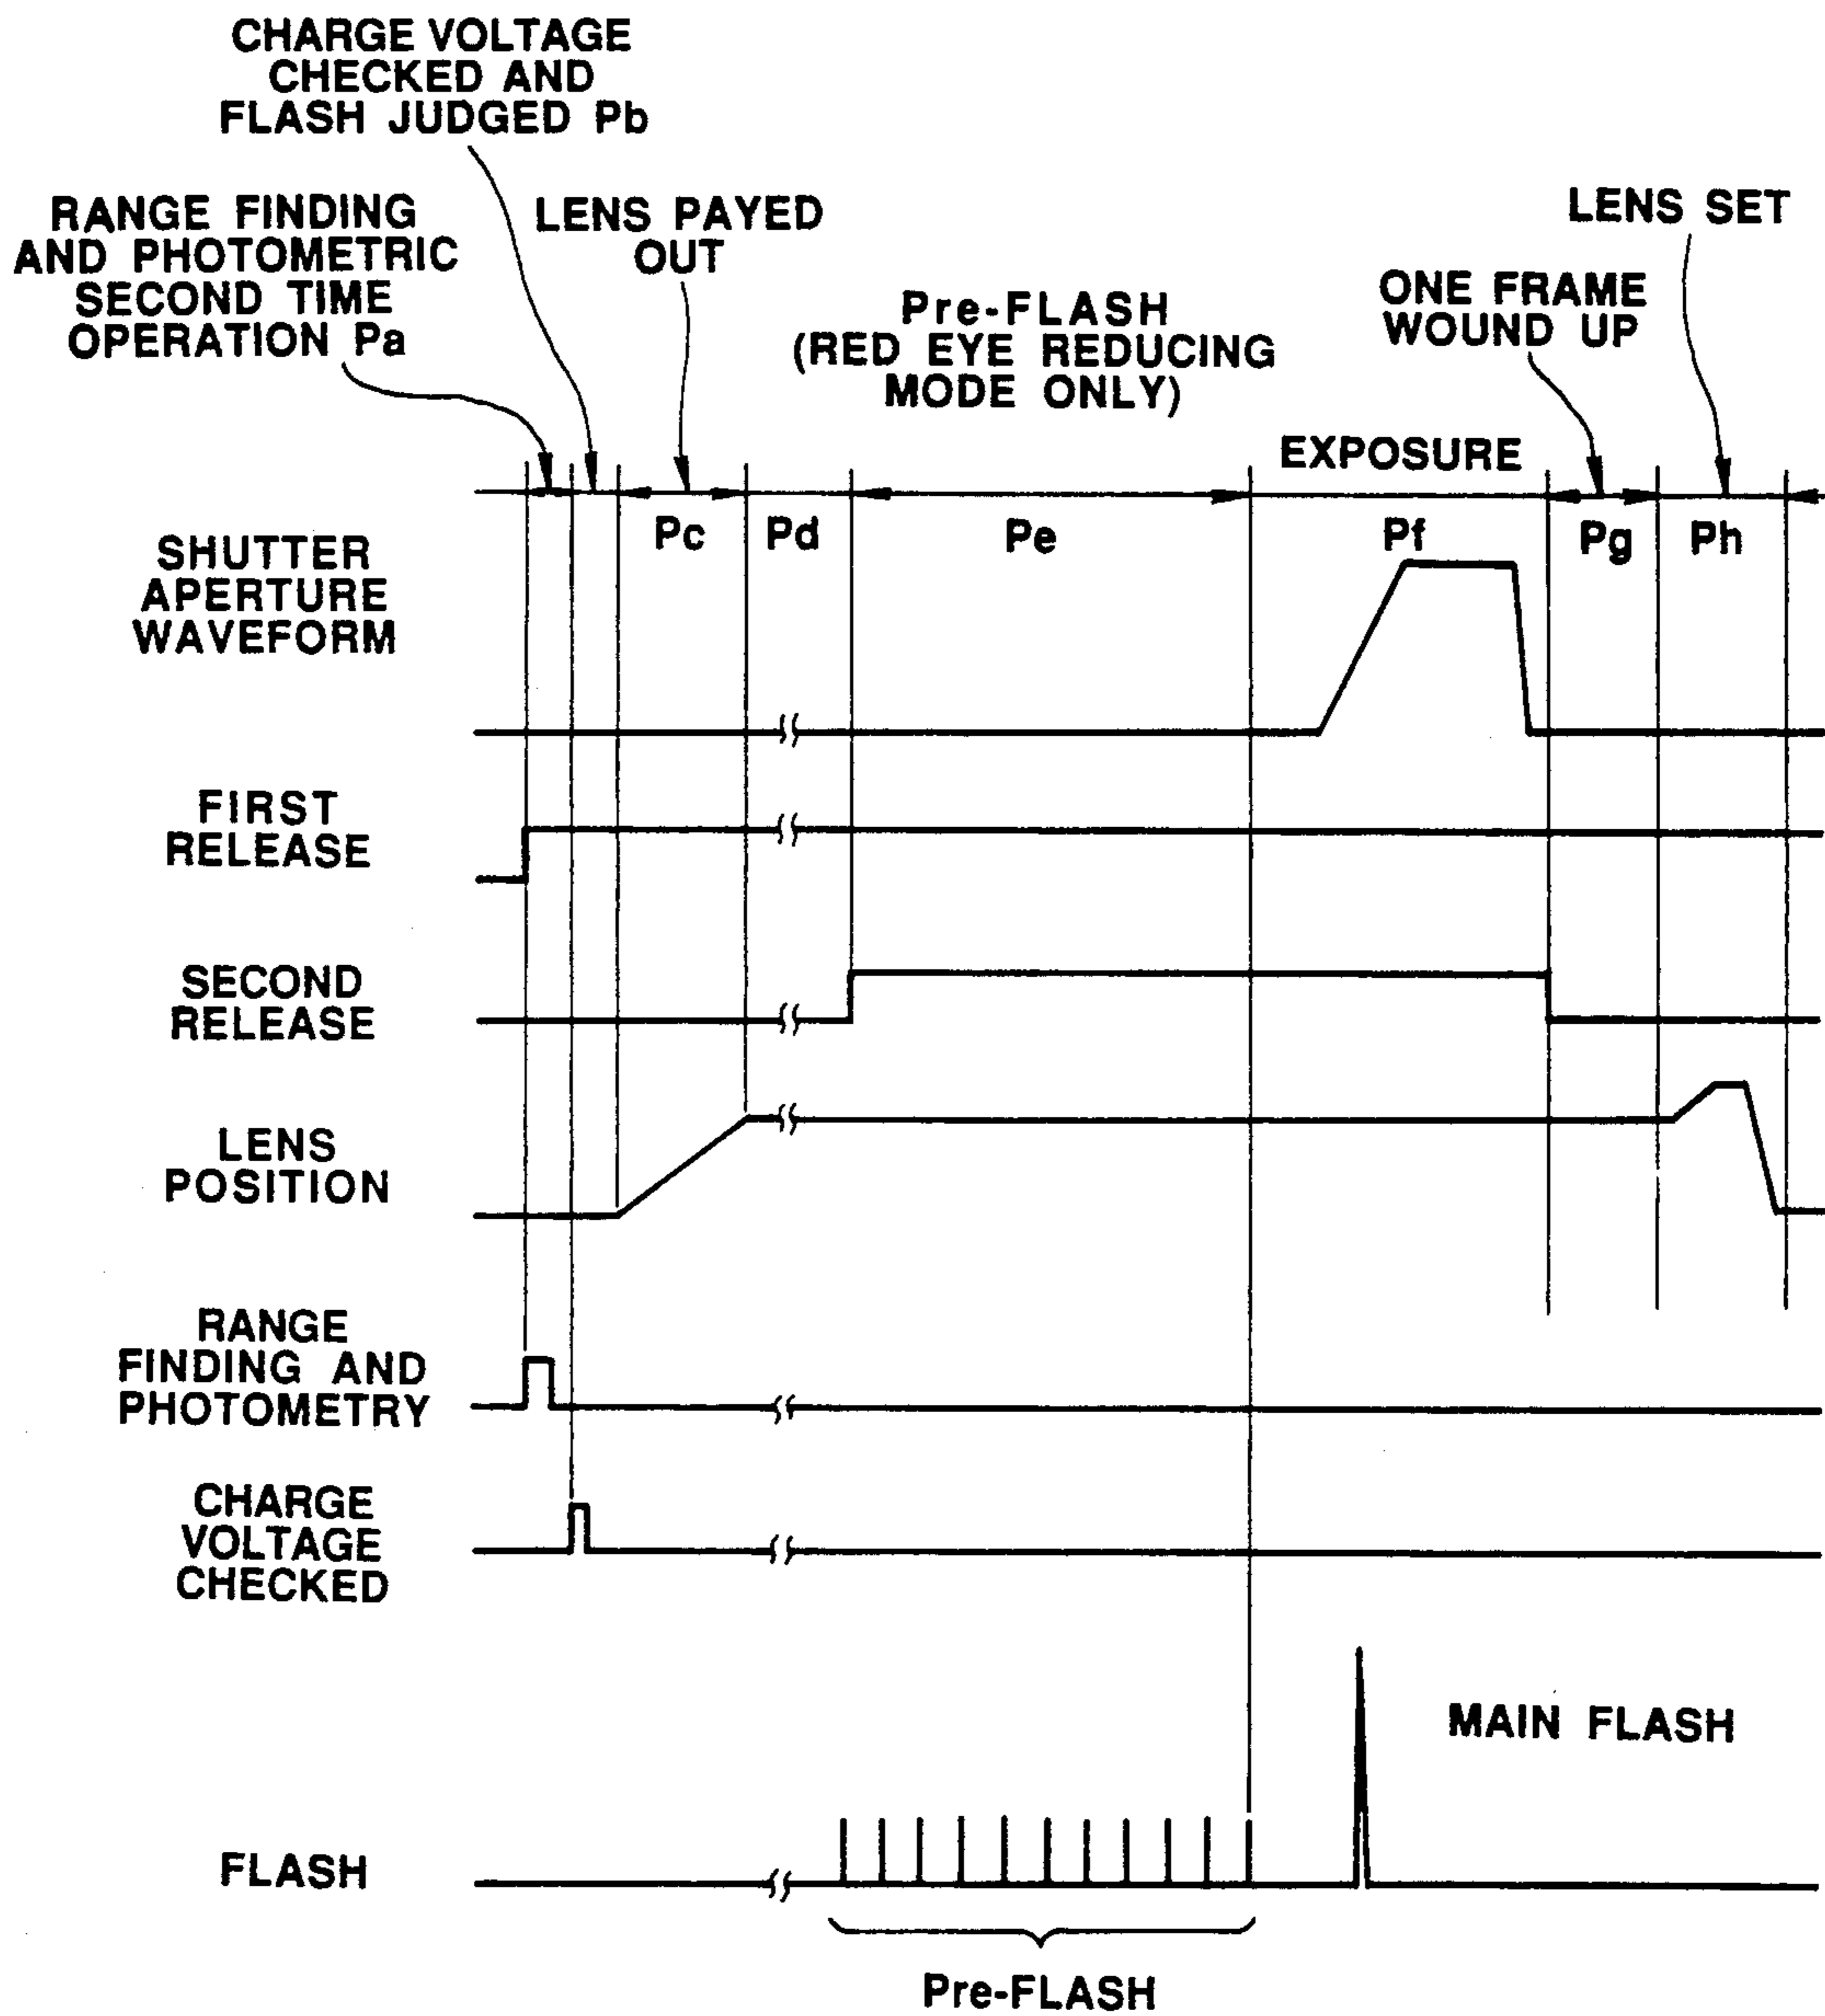 CHARGE VOLTAGE
CHECKED AND
FLASH JUDGED Pb
RANGE FINDING
AND PHOTOMETRIC
SECOND TIME
OPERATION Pa
LENS PAYED
OUT
Pre-FLASH
(RED EYE REDUCING
MODE ONLY)
EXPOSURE
ONE FRAME
WOUND UP
LENS SET
Pc
Pd
Pe
Pf
Pg
Ph
SHUTTER
APERTURE
WAVEFORM
FIRST
RELEASE
SECOND
RELEASE
LENS
POSITION
RANGE
FINDING AND
PHOTOMETRY
CHARGE
VOLTAGE
CHECKED
MAIN FLASH
FLASH
Pre-FLASH